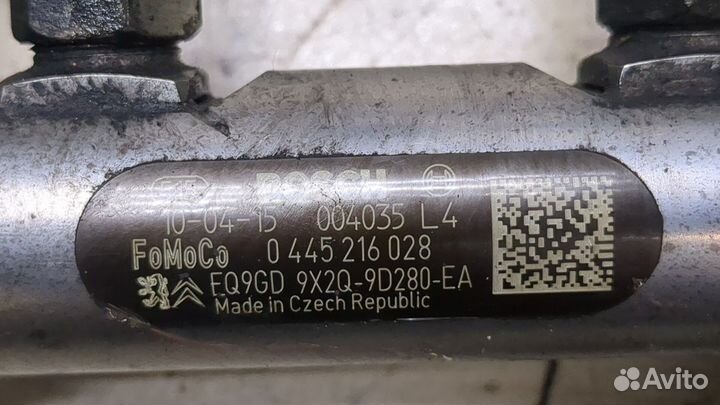 BOSCH
10-04-15 004035 L4
FoMoCo 0 445 216 028
EQ9GD 9X2Q-9D280-EA
Made in Czech Republic
Avito